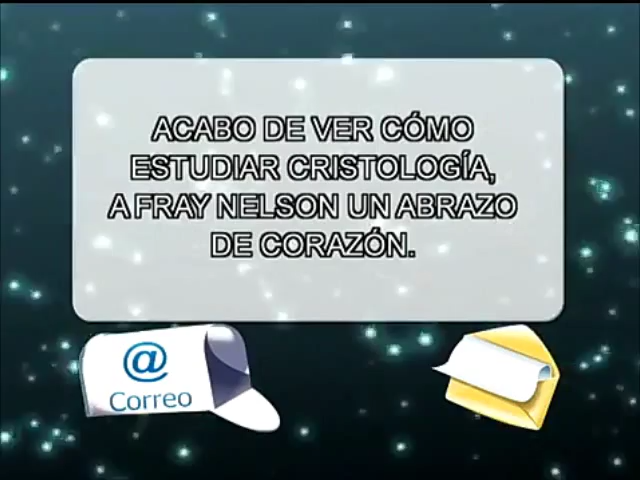 ACABO DE VER CÓMO
ESTUDIAR CRISTOLOGÍA,
A FRAY NELSON UN ABRAZO
DE CORAZÓN.
@
Correo